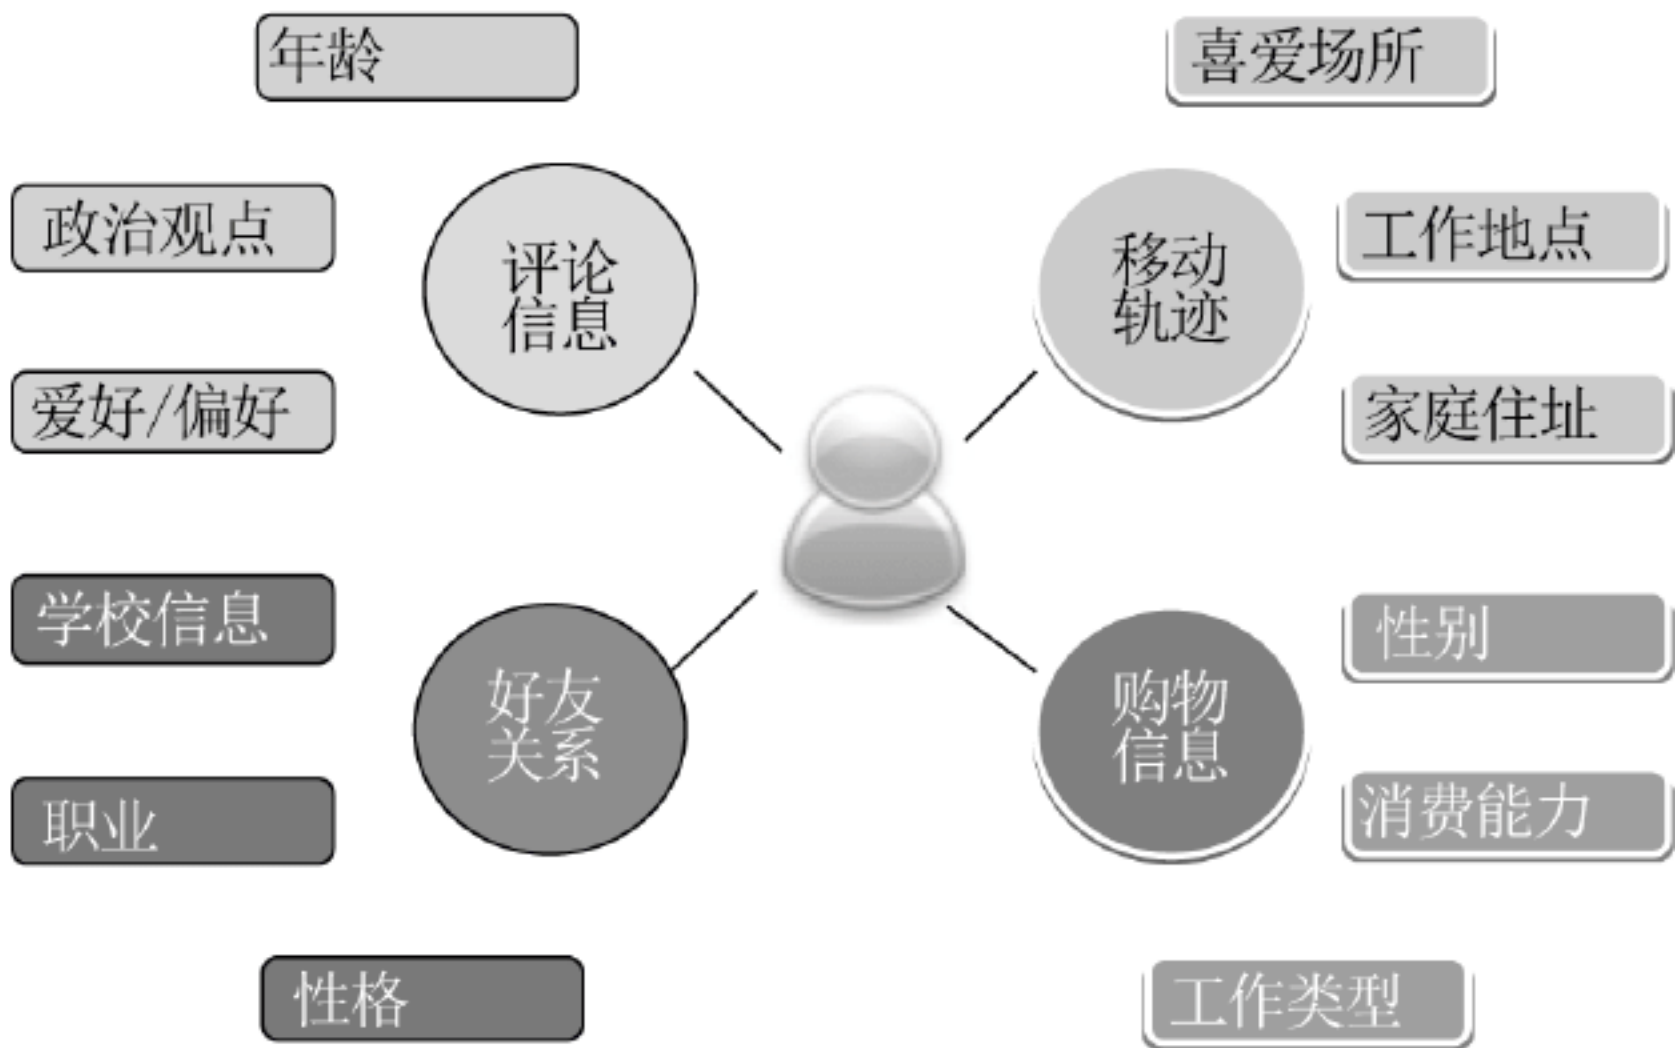 年龄
喜爱场所
政治观点
评论
信息
移动
轨迹
工作地点
爱好/偏好
家庭住址
学校信息
性别
好友
关系
购物
信息
职业
消费能力
性格
工作类型